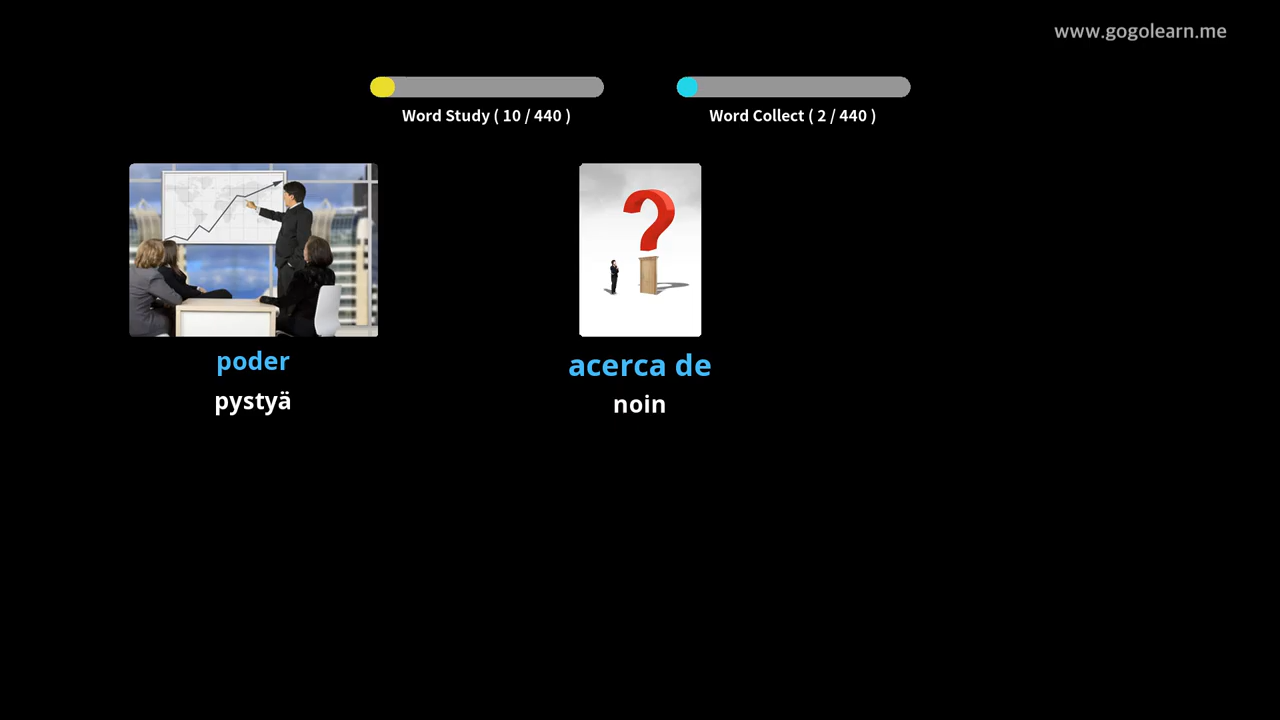 www.gogolearn.me
Word Study ( 10 / 440 )
Word Collect ( 2 / 440 )
poder
pystyä
acerca de
noin